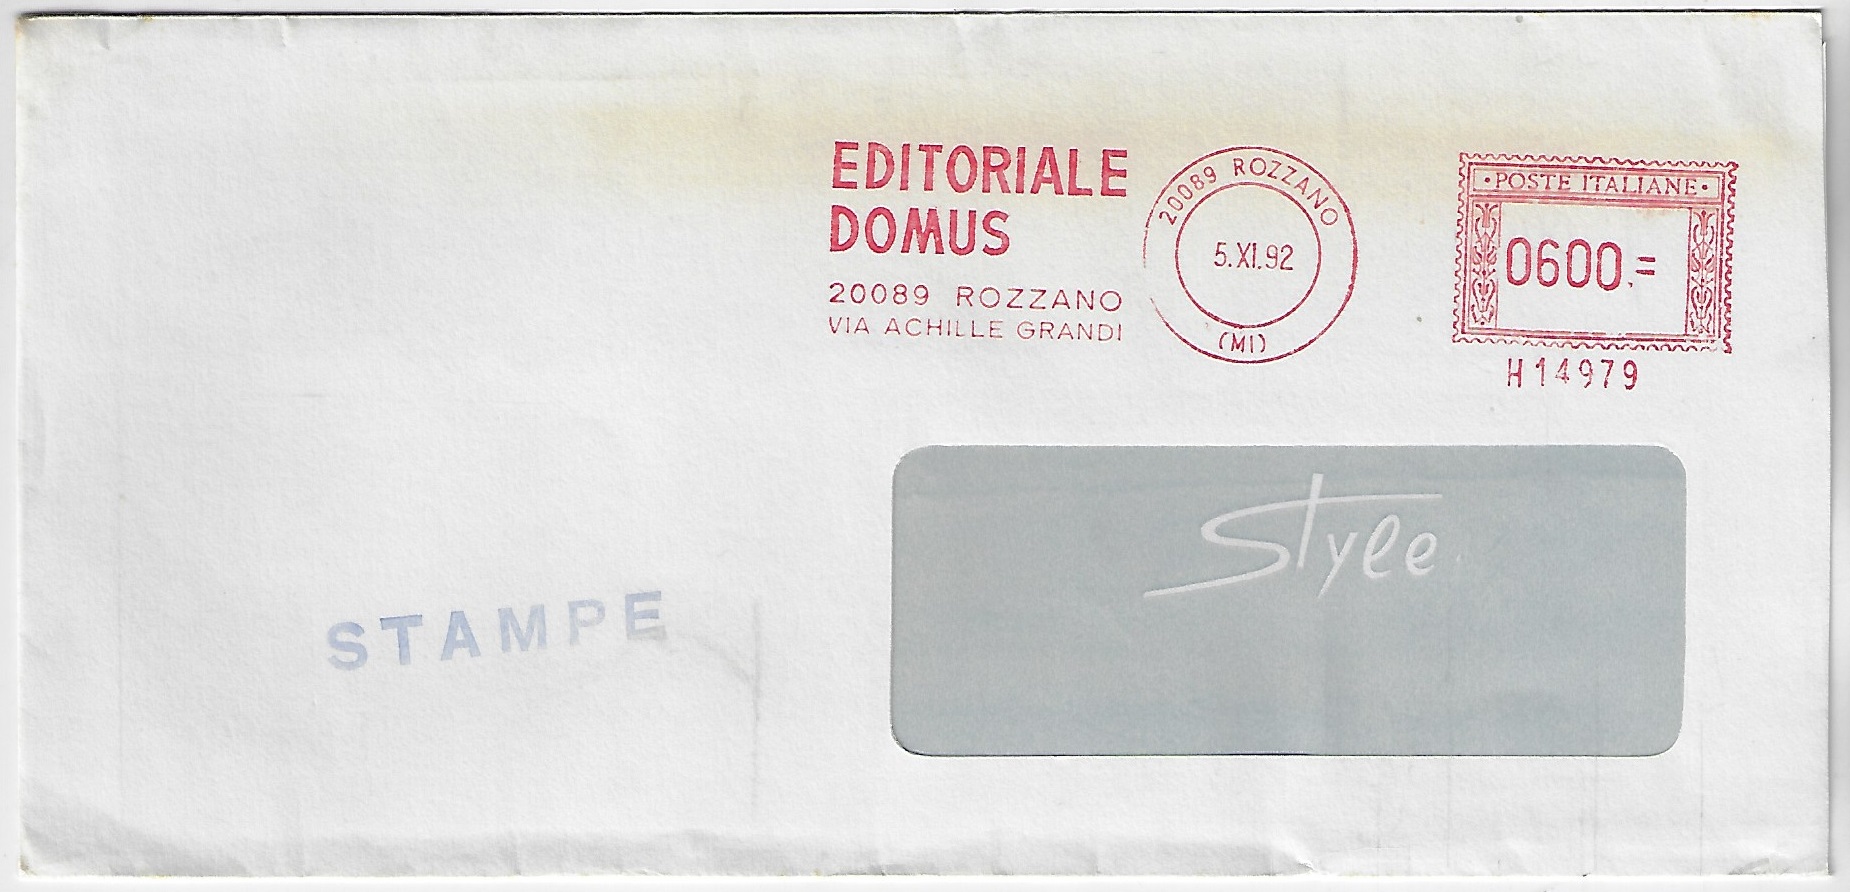 EDITORIALE
DOMUS
20089 ROZZANO
VIA ACHILLE GRANDI
20089 ROZZANO
5.XI.92
(MI)
•POSTE ITALIANE•
0600,=
H14979
Style
STAMPE